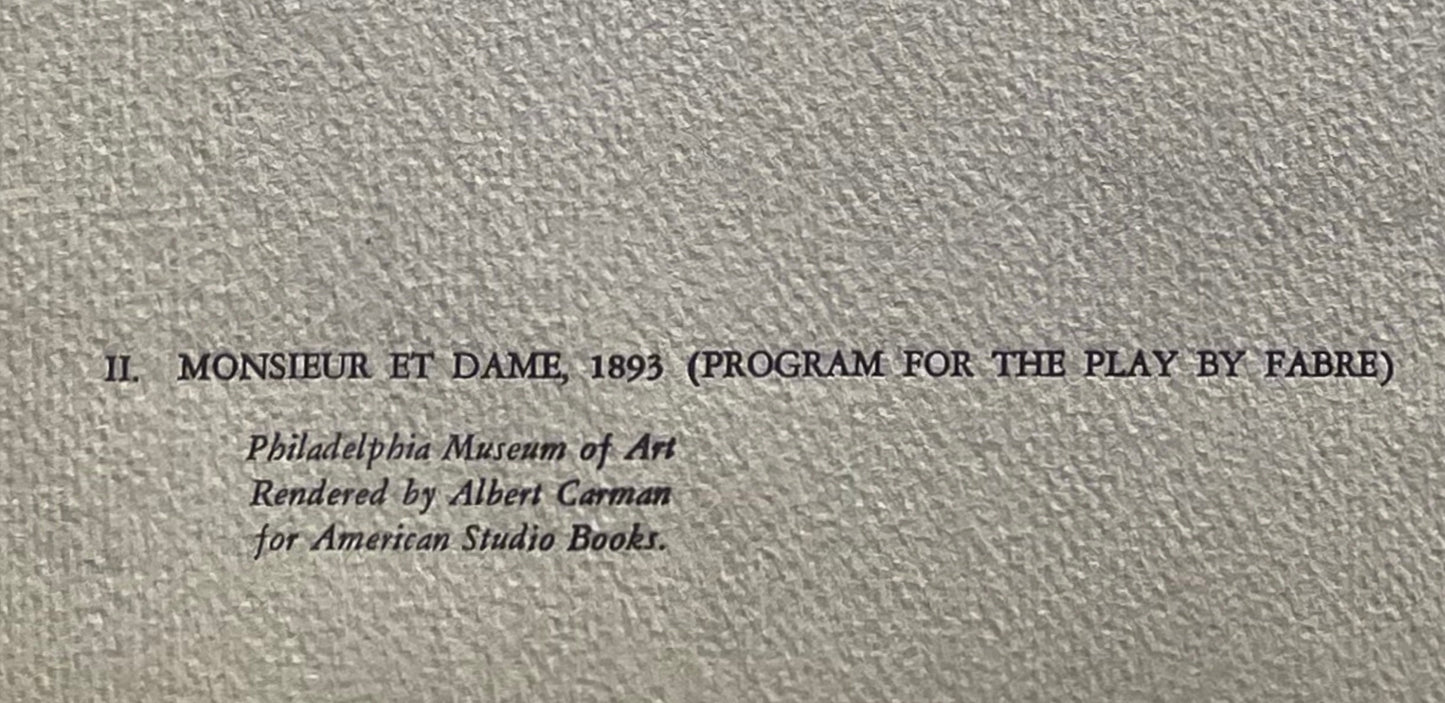 II. MONSIEUR ET DAME, 1893 (PROGRAM FOR THE PLAY BY FABRE)
Philadelphia Museum of Art
Rendered by Albert Carman
for American Studio Books.